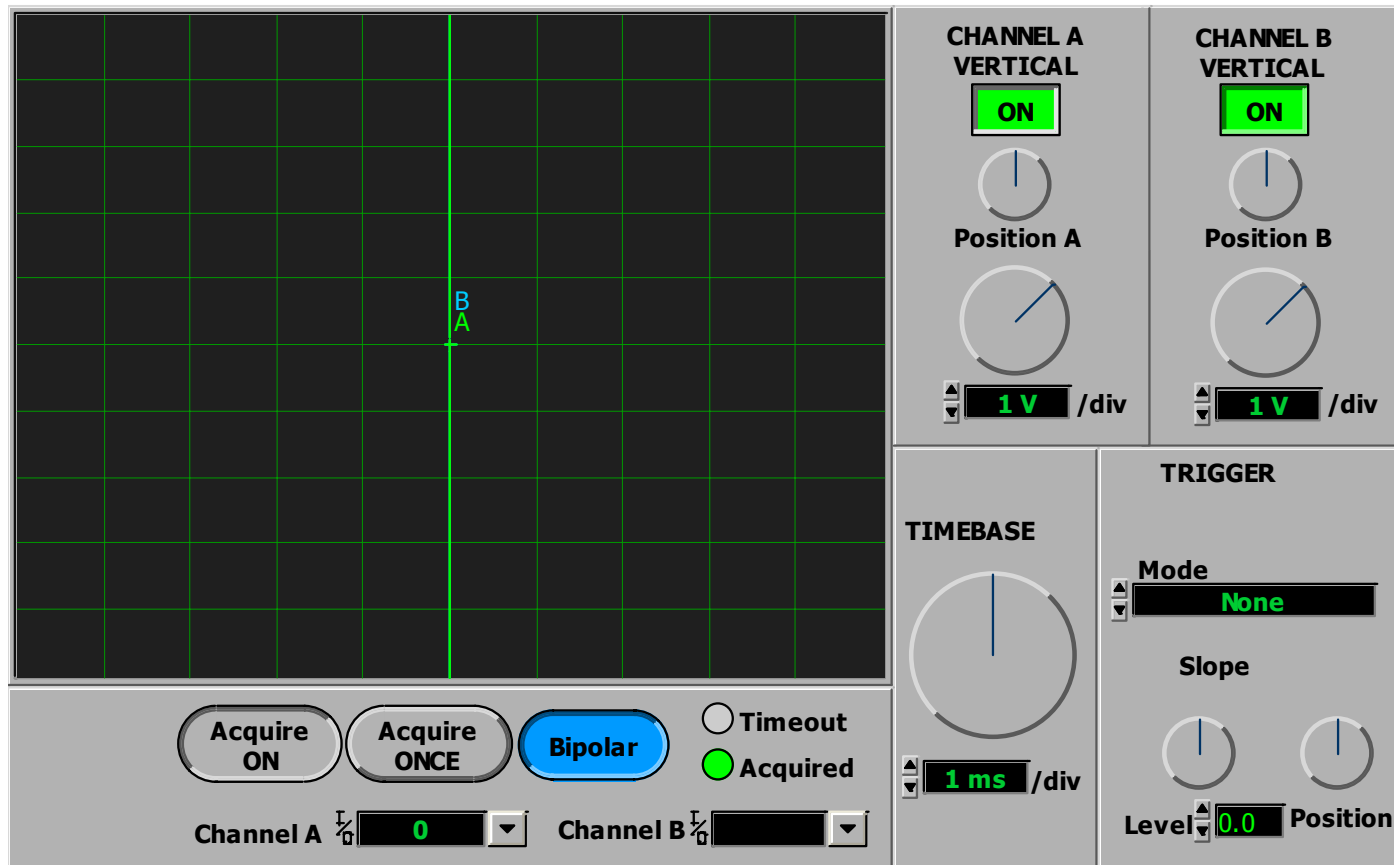 CHANNEL A
VERTICAL
ON
Position A
1 V /div
CHANNEL B
VERTICAL
ON
Position B
1 V /div
B
A
TIMEBASE
1 ms /div
TRIGGER
Mode
None
Slope
Level 0.0 Position
Acquire
ON
Acquire
ONCE
Bipolar
Timeout
Acquired
Channel A I/O 0
Channel B I/O